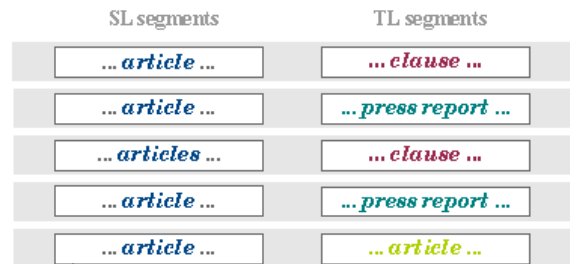 SL segments TL segments
... article ... ... clause ...
... article ... ... press report ...
... articles ... ... clause ...
... article ... ... press report ...
... article ... ... article ...